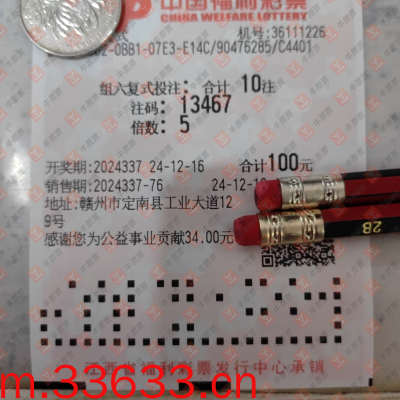 中国福利彩票
CHINA WELFARE LOTTERY
机号:36111226
2-08B1-07E3-E14C/90476285/C4401
组六复式投注: 合计 10注
注码: 13467
倍数: 5
开奖期:2024337 24-12-16 合计100元
销售期:2024337-76 24-12-1
地址:赣州市定南县工业大道12
9号
感谢您为公益事业贡献34.00元
2B
江西省福利彩票发行中心承销
m.33633.cn